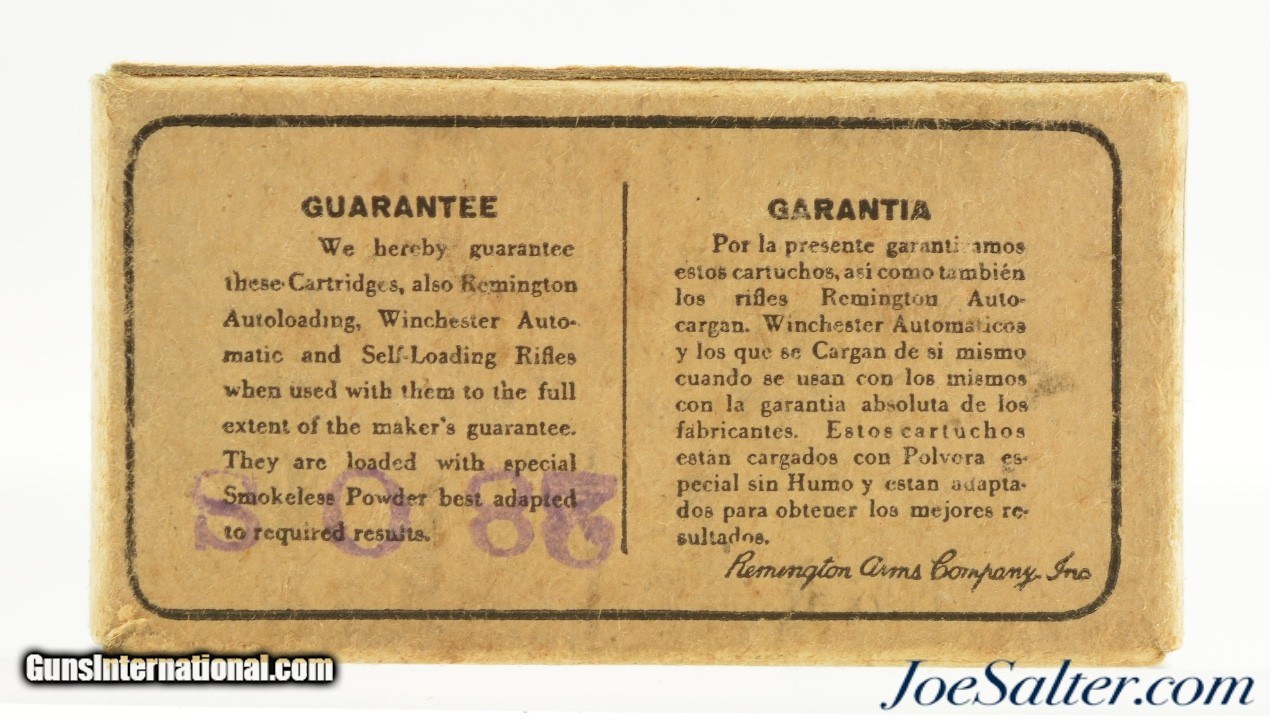 GUARANTEE
We hereby guarantee
these Cartridges, also Remington
Autoloading, Winchester Auto-
matic and Self-Loading Rifles
when used with them to the full
extent of the maker's guarantee.
They are loaded with special
Smokeless Powder best adapted
to required results.
GARANTIA
Por la presente garantizamos
estos cartuchos, así como también
los rifles Remington Auto-
cargan. Winchester Automaticos
y los que se Cargan de si mismo
cuando se usan con los mismos
con la garantia absoluta de los
fabricantes. Estos cartuchos
están cargados con Polvora es-
pecial sin Humo y estan adapta-
dos para obtener los mejores re-
sultados.
Remington Arms Company, Inc
GunsInternational.com
JoeSalter.com